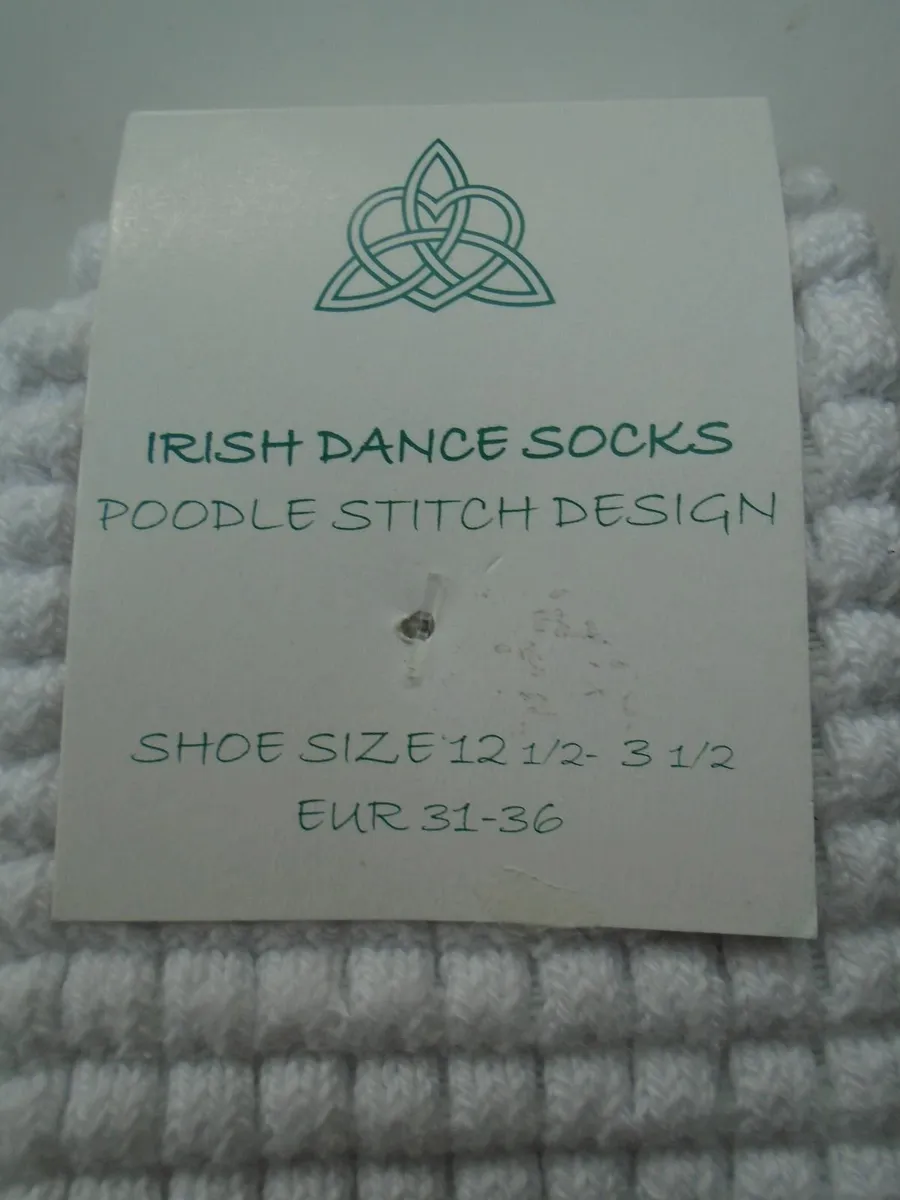 IRISH DANCE SOCKS
POODLE STITCH DESIGN
SHOE SIZE 12 1/2- 3 1/2
EUR 31-36